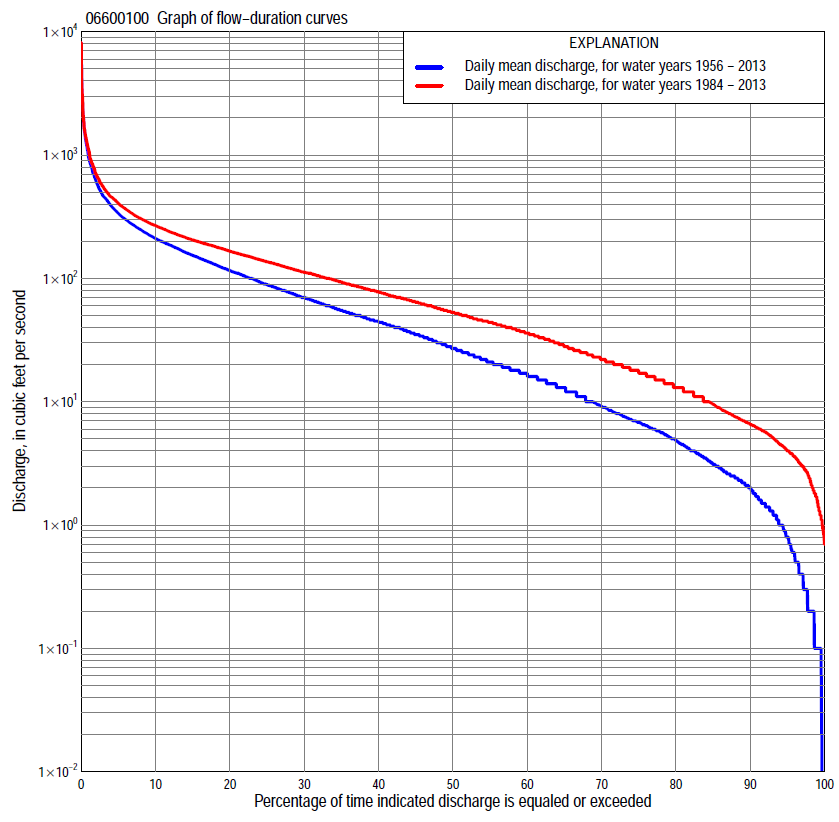 06600100 Graph of flow−duration curves
EXPLANATION
Daily mean discharge, for water years 1956 − 2013
Daily mean discharge, for water years 1984 − 2013
Discharge, in cubic feet per second
1×10⁴
1×10³
1×10²
1×10¹
1×10⁰
1×10⁻¹
1×10⁻²
0 10 20 30 40 50 60 70 80 90 100
Percentage of time indicated discharge is equaled or exceeded